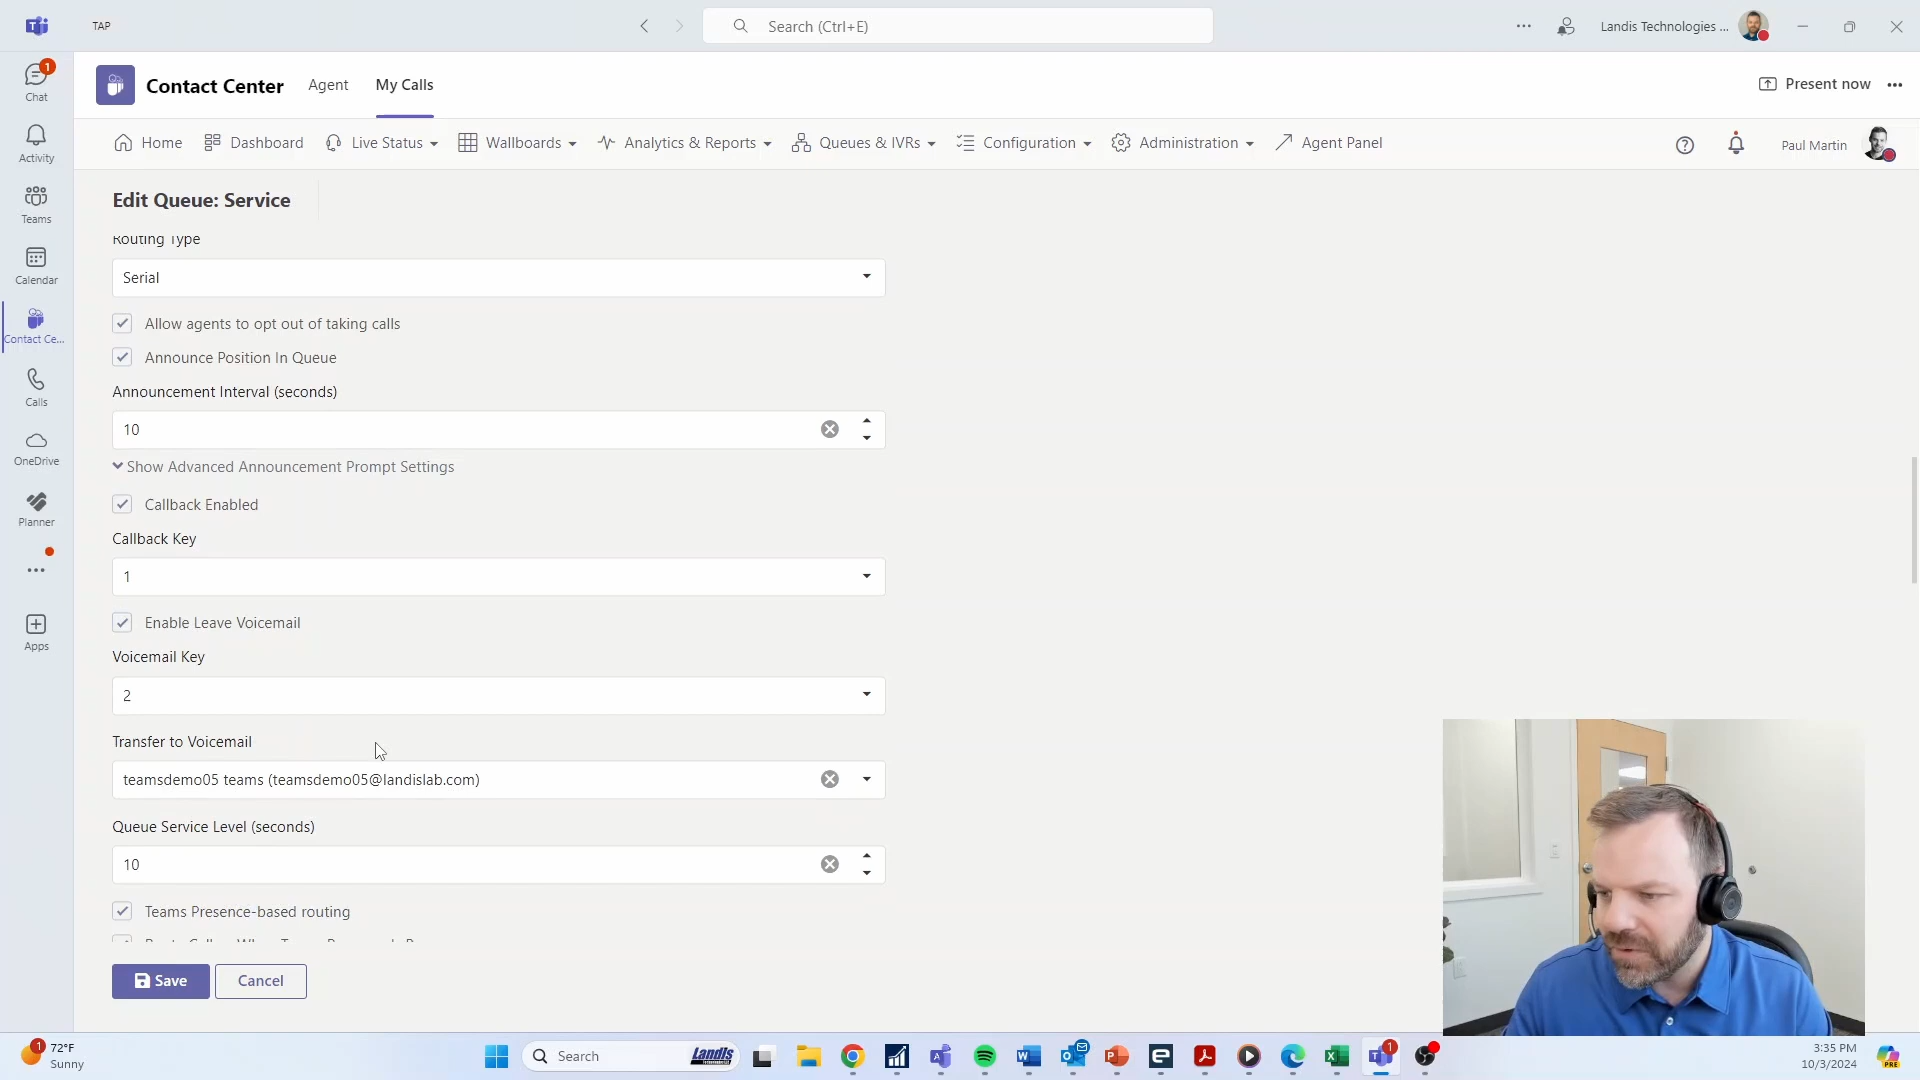 TAP
Search (Ctrl+E)
Landis Technologies ...
1
Chat
Activity
Teams
Calendar
Contact Ce...
Calls
OneDrive
Planner
Apps
Contact Center
Agent
My Calls
Present now
Home
Dashboard
Live Status
Wallboards
Analytics & Reports
Queues & IVRs
Configuration
Administration
Agent Panel
Paul Martin
Edit Queue: Service
Routing Type
Serial
Allow agents to opt out of taking calls
Announce Position In Queue
Announcement Interval (seconds)
10
Show Advanced Announcement Prompt Settings
Callback Enabled
Callback Key
1
Enable Leave Voicemail
Voicemail Key
2
Transfer to Voicemail
teamsdemo05 teams (teamsdemo05@landislab.com)
Queue Service Level (seconds)
10
Teams Presence-based routing
Save
Cancel
1
72°F
Sunny
Search
Landis
1
3:35 PM
10/3/2024
PRE